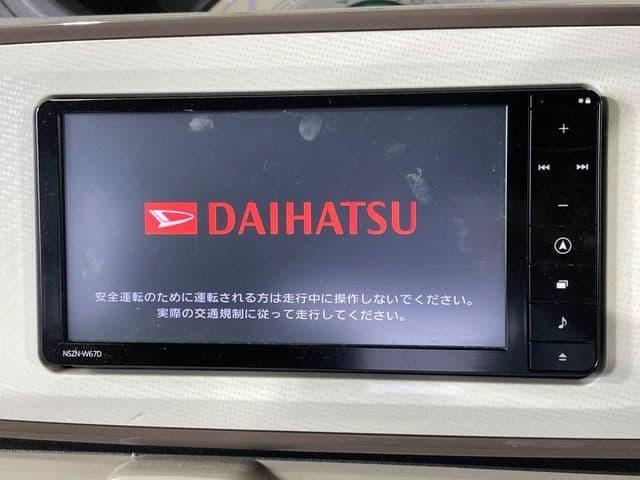 DAIHATSU
安全運転のために運転される方は走行中に操作しないでください。
実際の交通規制に従って走行してください。
NSZN-W67D